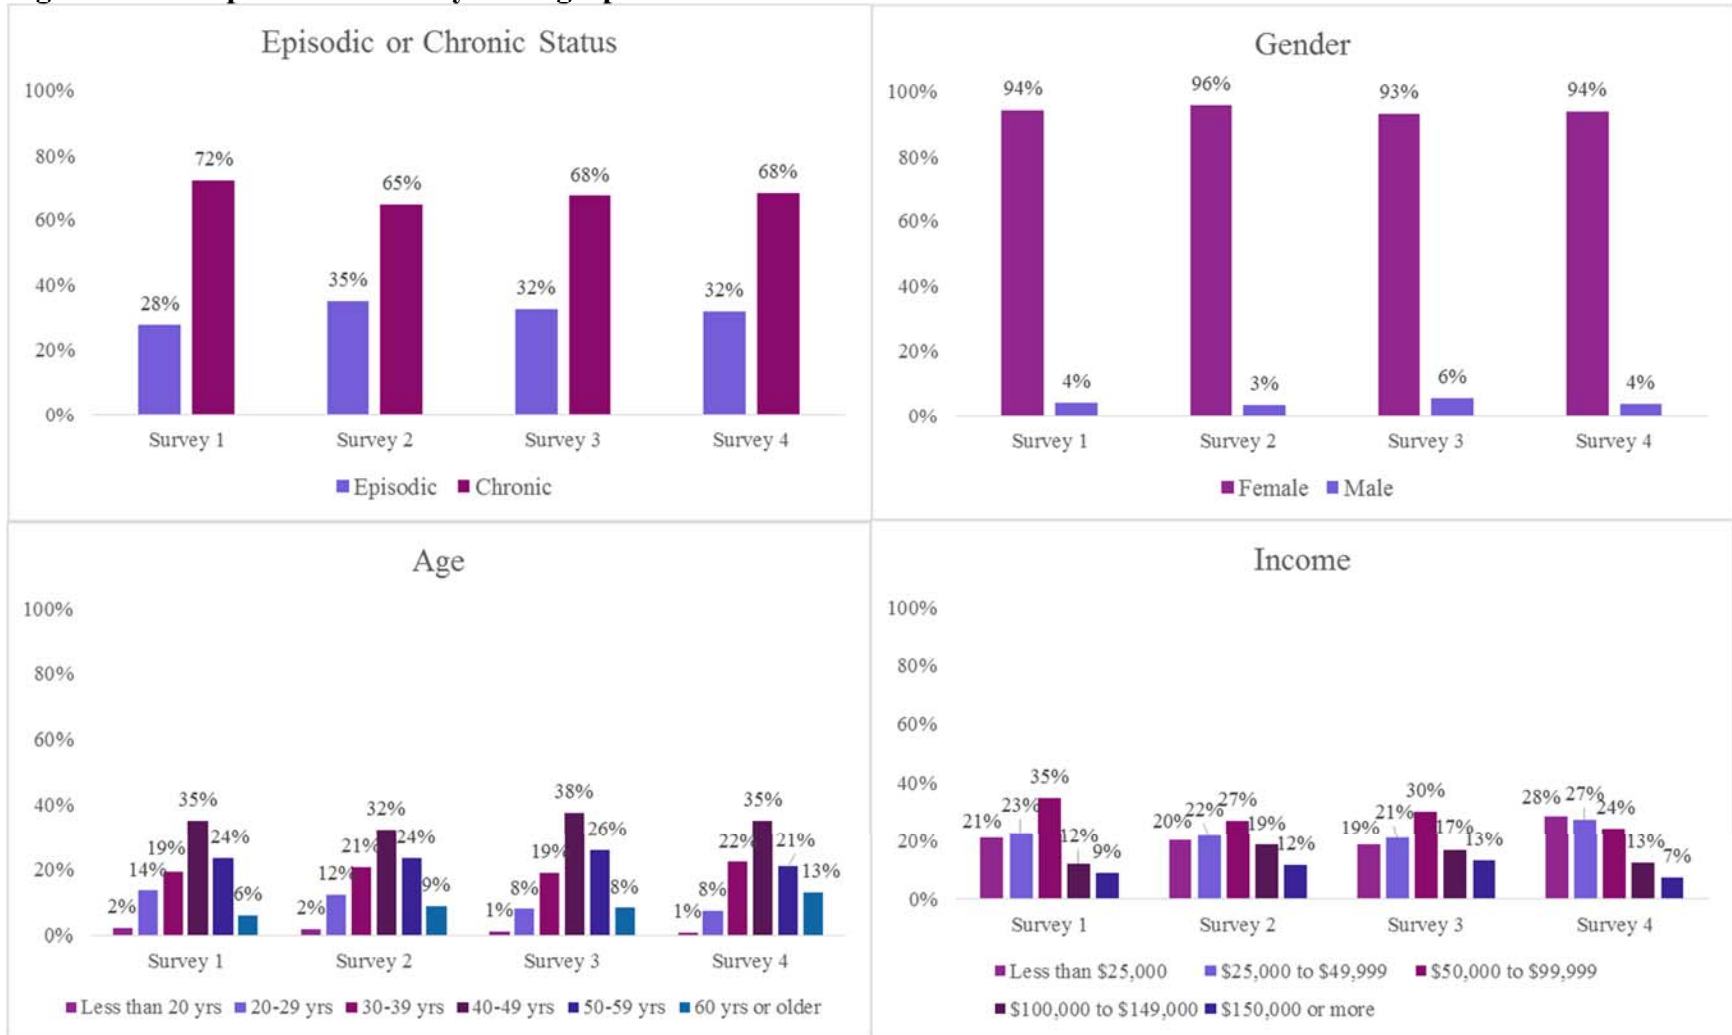 Episodic or Chronic Status
100%
80%
60%
40%
20%
0%
28%
72%
35%
65%
32%
68%
32%
68%
Survey 1
Survey 2
Survey 3
Survey 4
Episodic
Chronic
Gender
100%
80%
60%
40%
20%
0%
94%
4%
96%
3%
93%
6%
94%
4%
Survey 1
Survey 2
Survey 3
Survey 4
Female
Male
Age
100%
80%
60%
40%
20%
0%
2%
14%
19%
35%
24%
6%
2%
12%
21%
32%
24%
9%
1%
8%
19%
38%
26%
8%
1%
8%
22%
35%
21%
13%
Survey 1
Survey 2
Survey 3
Survey 4
Less than 20 yrs
20-29 yrs
30-39 yrs
40-49 yrs
50-59 yrs
60 yrs or older
Income
100%
80%
60%
40%
20%
0%
21%
23%
35%
12%
9%
20%
22%
27%
19%
12%
19%
21%
30%
17%
13%
28%
27%
24%
13%
7%
Survey 1
Survey 2
Survey 3
Survey 4
Less than $25,000
$25,000 to $49,999
$50,000 to $99,999
$100,000 to $149,000
$150,000 or more